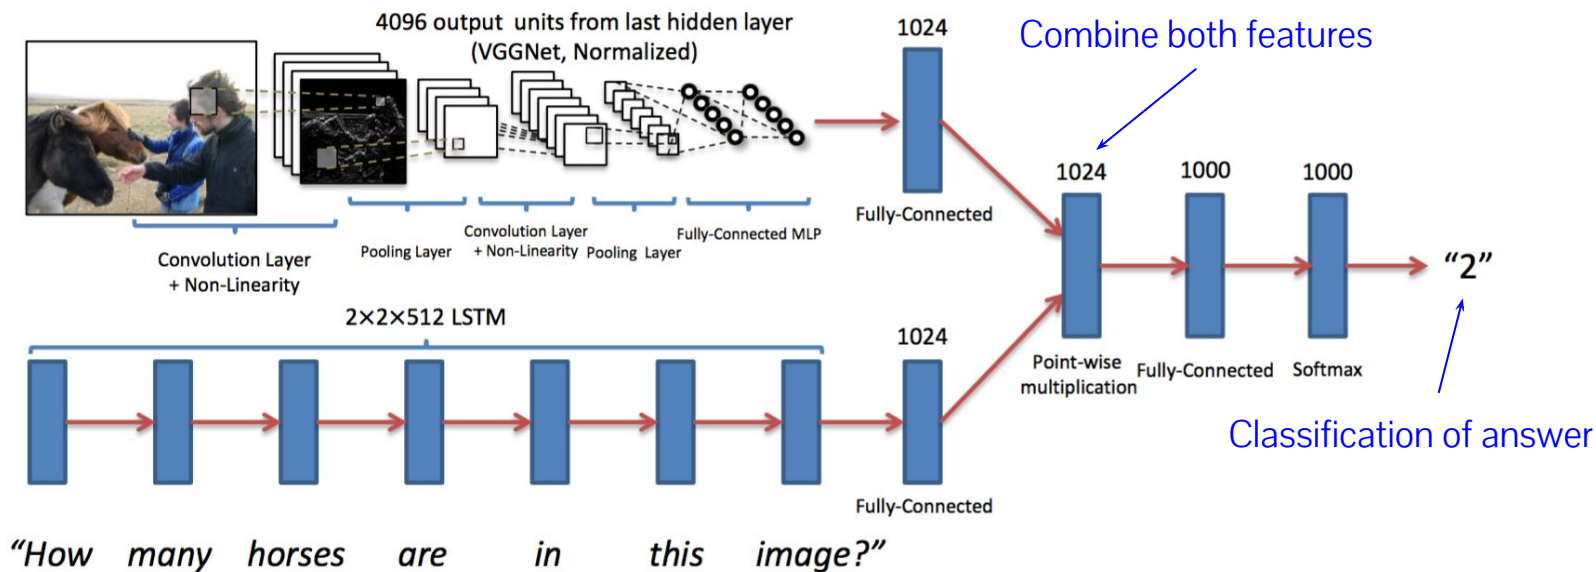 4096 output units from last hidden layer
(VGGNet, Normalized)
1024
Combine both features
Convolution Layer
+ Non-Linearity
Pooling Layer
Convolution Layer
+ Non-Linearity
Pooling Layer
Fully-Connected MLP
Fully-Connected
1024
1000
1000
"2"
Point-wise
multiplication
Fully-Connected
Softmax
Classification of answer
2×2×512 LSTM
1024
Fully-Connected
"How many horses are in this image?"